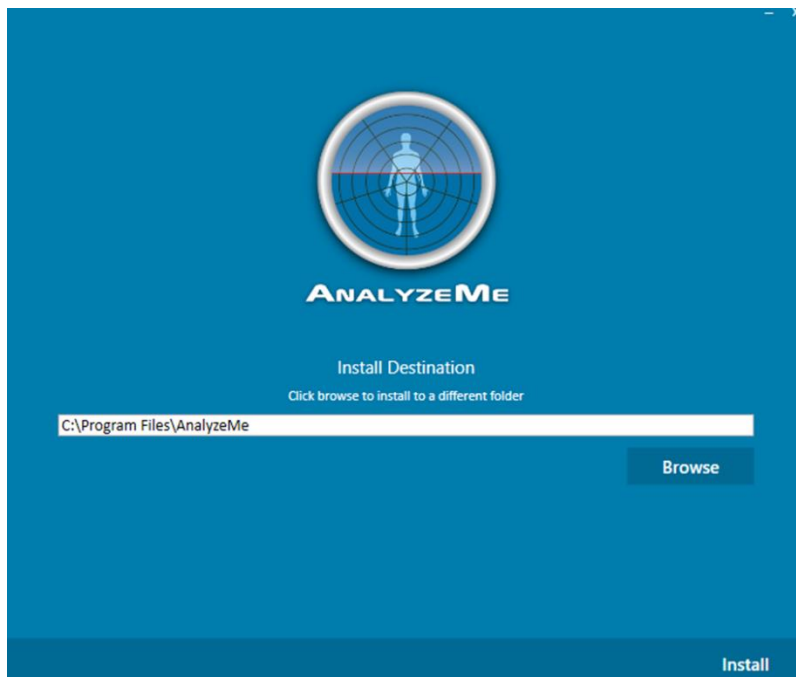 ANALYZEME
Install Destination
Click browse to install to a different folder
C:\Program Files\AnalyzeMe
Browse
Install